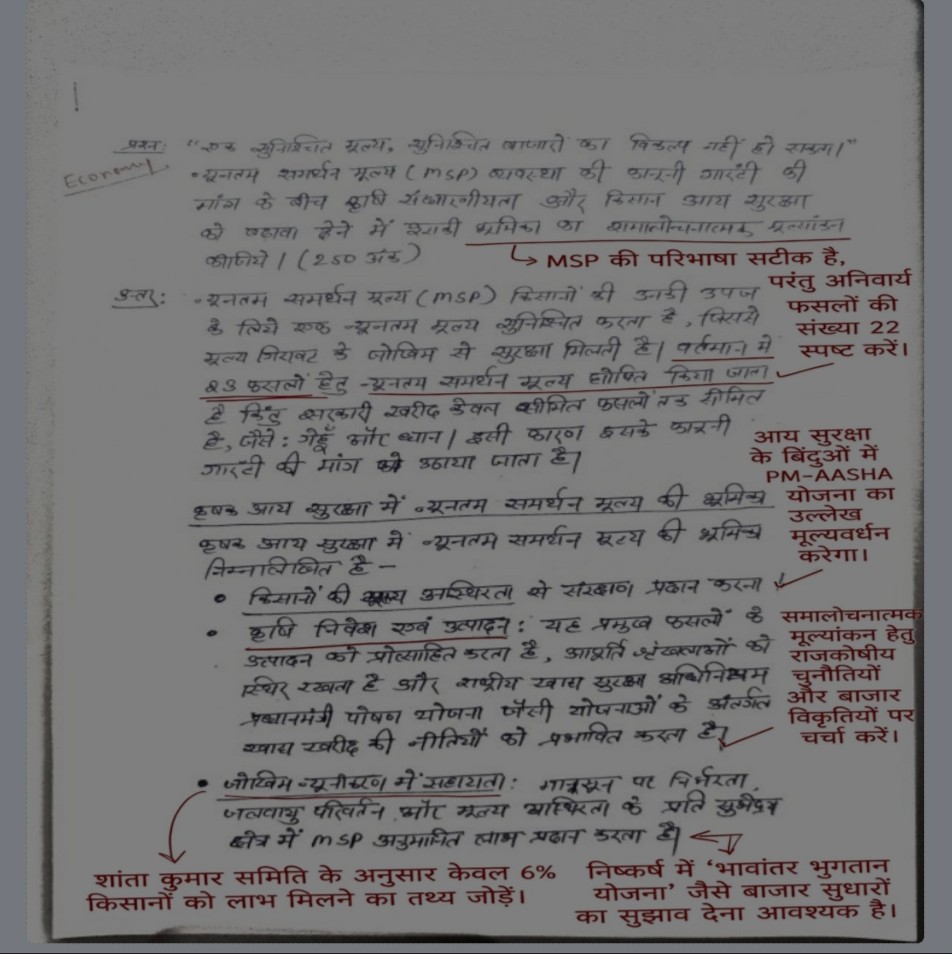 प्रश्न: "एक सुनिश्चित मूल्य, सुनिश्चित बाजारों का विकल्प नहीं हो सकता।"
Economy
न्यूनतम समर्थन मूल्य (MSP) व्यवस्था की कानूनी गारंटी की
मांग के बीच कृषि संधारणीयता और किसान आय सुरक्षा
को बढ़ावा देने में इसकी भूमिका का समालोचनात्मक मूल्यांकन
कीजिये। (250 अंक)
MSP की परिभाषा सटीक है,
परंतु अनिवार्य
फसलों की
संख्या 22
स्पष्ट करें।
उत्तर: न्यूनतम समर्थन मूल्य (MSP) किसानों की उनकी उपज
के लिये एक न्यूनतम मूल्य सुनिश्चित करता है, जिससे
मूल्य गिरावट के जोखिम से सुरक्षा मिलती है। वर्तमान में
23 फसलों हेतु न्यूनतम समर्थन मूल्य घोषित किया जाता
है किंतु सरकारी खरीद केवल सीमित फसलों तक सीमित
है, जैसे: गेहूँ और धान। इसी कारण इसके कानूनी
गारंटी की मांग को उठाया जाता है।
आय सुरक्षा
के बिंदुओं में
PM-AASHA
योजना का
उल्लेख
मूल्यवर्धन
करेगा।
कृषक आय सुरक्षा में न्यूनतम समर्थन मूल्य की भूमिका
कृषक आय सुरक्षा में न्यूनतम समर्थन मूल्य की भूमिका
निम्नलिखित है –
• किसानों की मूल्य अस्थिरता से संरक्षण प्रदान करना।
• कृषि निवेश एवं उत्पादन: यह प्रमुख फसलों के
उत्पादन को प्रोत्साहित करता है, आपूर्ति शृंखलाओं को
स्थिर रखता है और राष्ट्रीय खाद्य सुरक्षा अधिनियम
प्रधानमंत्री पोषण योजना जैसी योजनाओं के अंतर्गत
खाद्य खरीद की नीतियों को प्रभावित करता है।
समालोचनात्मक
मूल्यांकन हेतु
राजकोषीय
चुनौतियों
और बाजार
विकृतियों पर
चर्चा करें।
• जोखिम न्यूनीकरण में सहायता: मानसून पर निर्भरता,
जलवायु परिवर्तन और मूल्य अस्थिरता के प्रति सुभेद्य
क्षेत्र में MSP अनुमानित लाभ प्रदान करता है।
शांता कुमार समिति के अनुसार केवल 6%
किसानों को लाभ मिलने का तथ्य जोड़ें।
निष्कर्ष में 'भावांतर भुगतान
योजना' जैसे बाजार सुधारों
का सुझाव देना आवश्यक है।